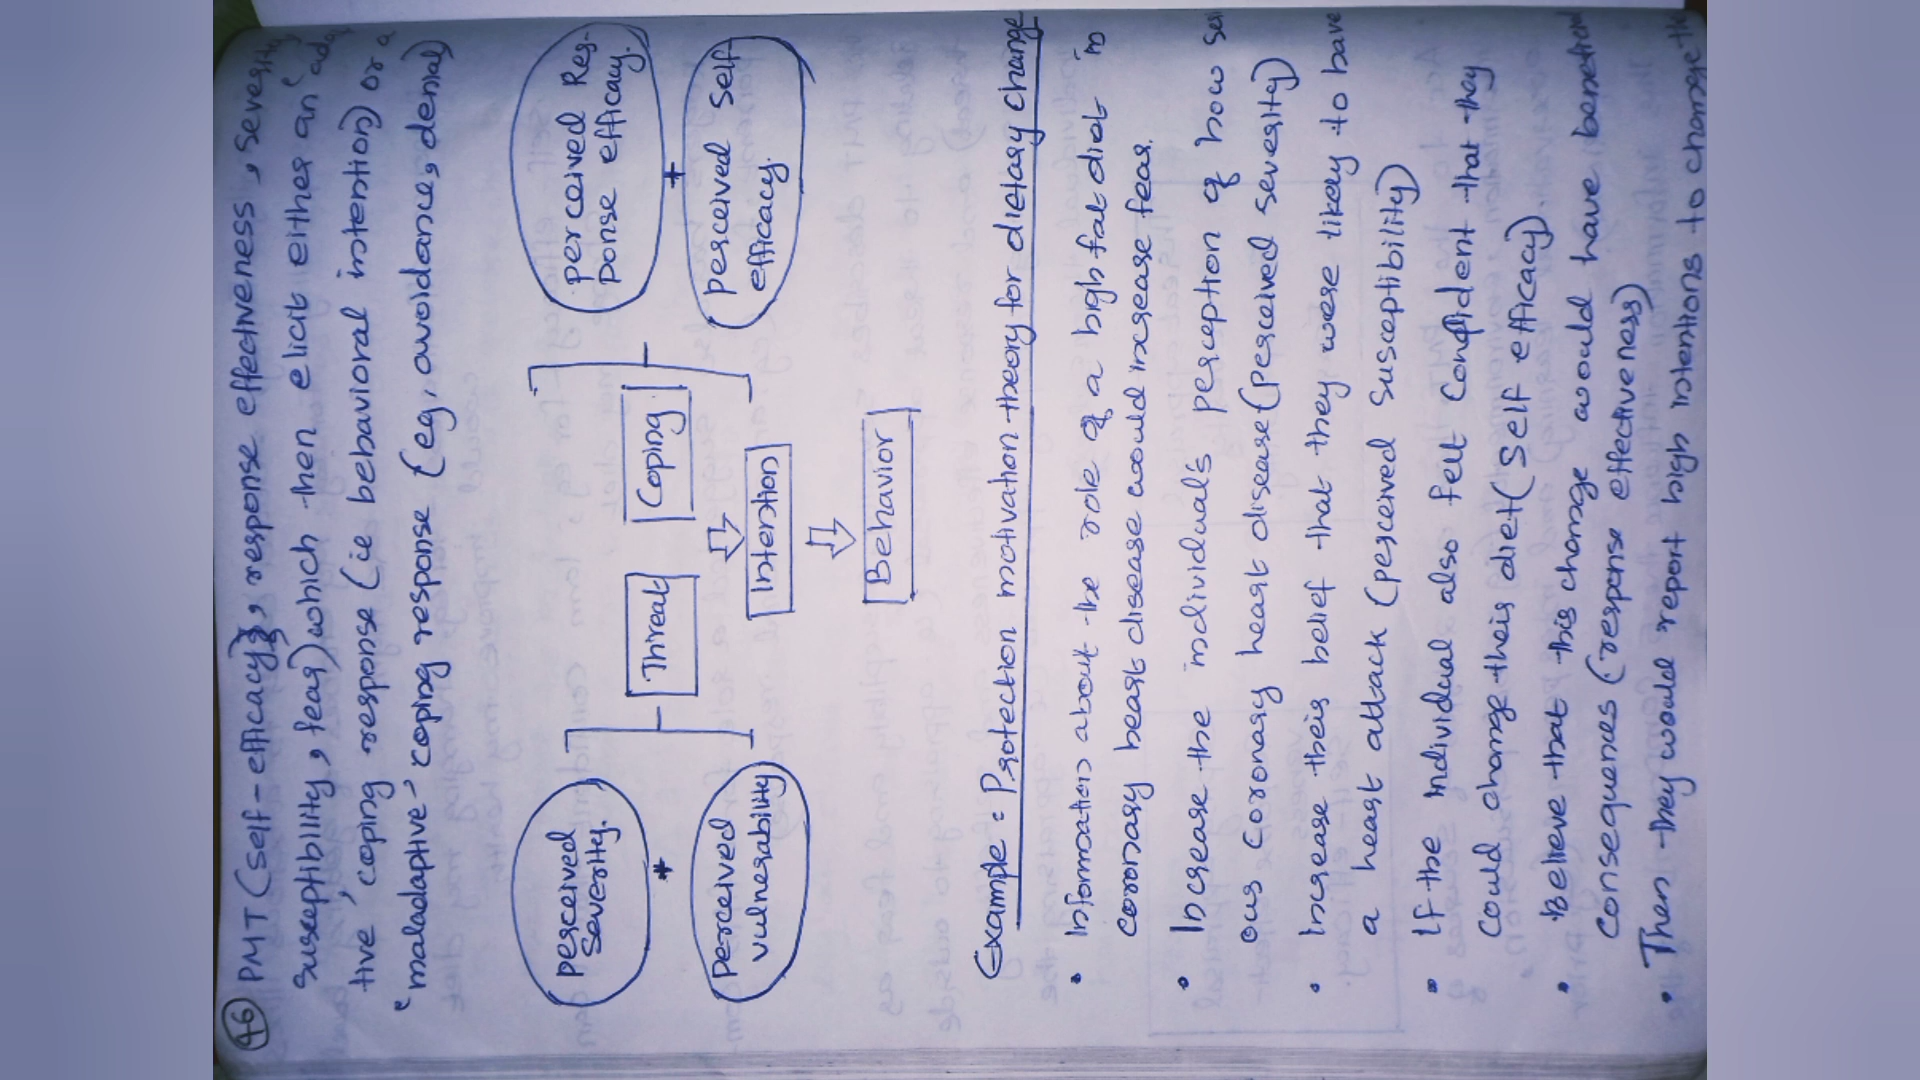 46
PMT (Self-efficacy), response effectiveness, severity
susceptibility, fear) which then elicit either an 'adap
tive' coping response (ie behavioral intention) or a
'maladaptive' coping response (eg, avoidance, denial)
perceived
Severity.
+
perceived
vulnerability
Threat
Coping
perceived Res-
ponse efficacy.
+
perceived Self
efficacy.
Intention
Behavior
Example: Protection motivation theory for dietary change
• Information about the role of a high fat diet in
coronary heart disease would increase fear.
• Increase the individual's perception of how seri
ous coronary heart disease (perceived severity)
• Increase their belief that they were likely to have
a heart attack (perceived susceptibility)
• If the individual also felt confident that they
could change their diet (self efficacy)
• Believe that this change would have beneficial
consequences (response effectiveness)
• Then they would report high intentions to change the